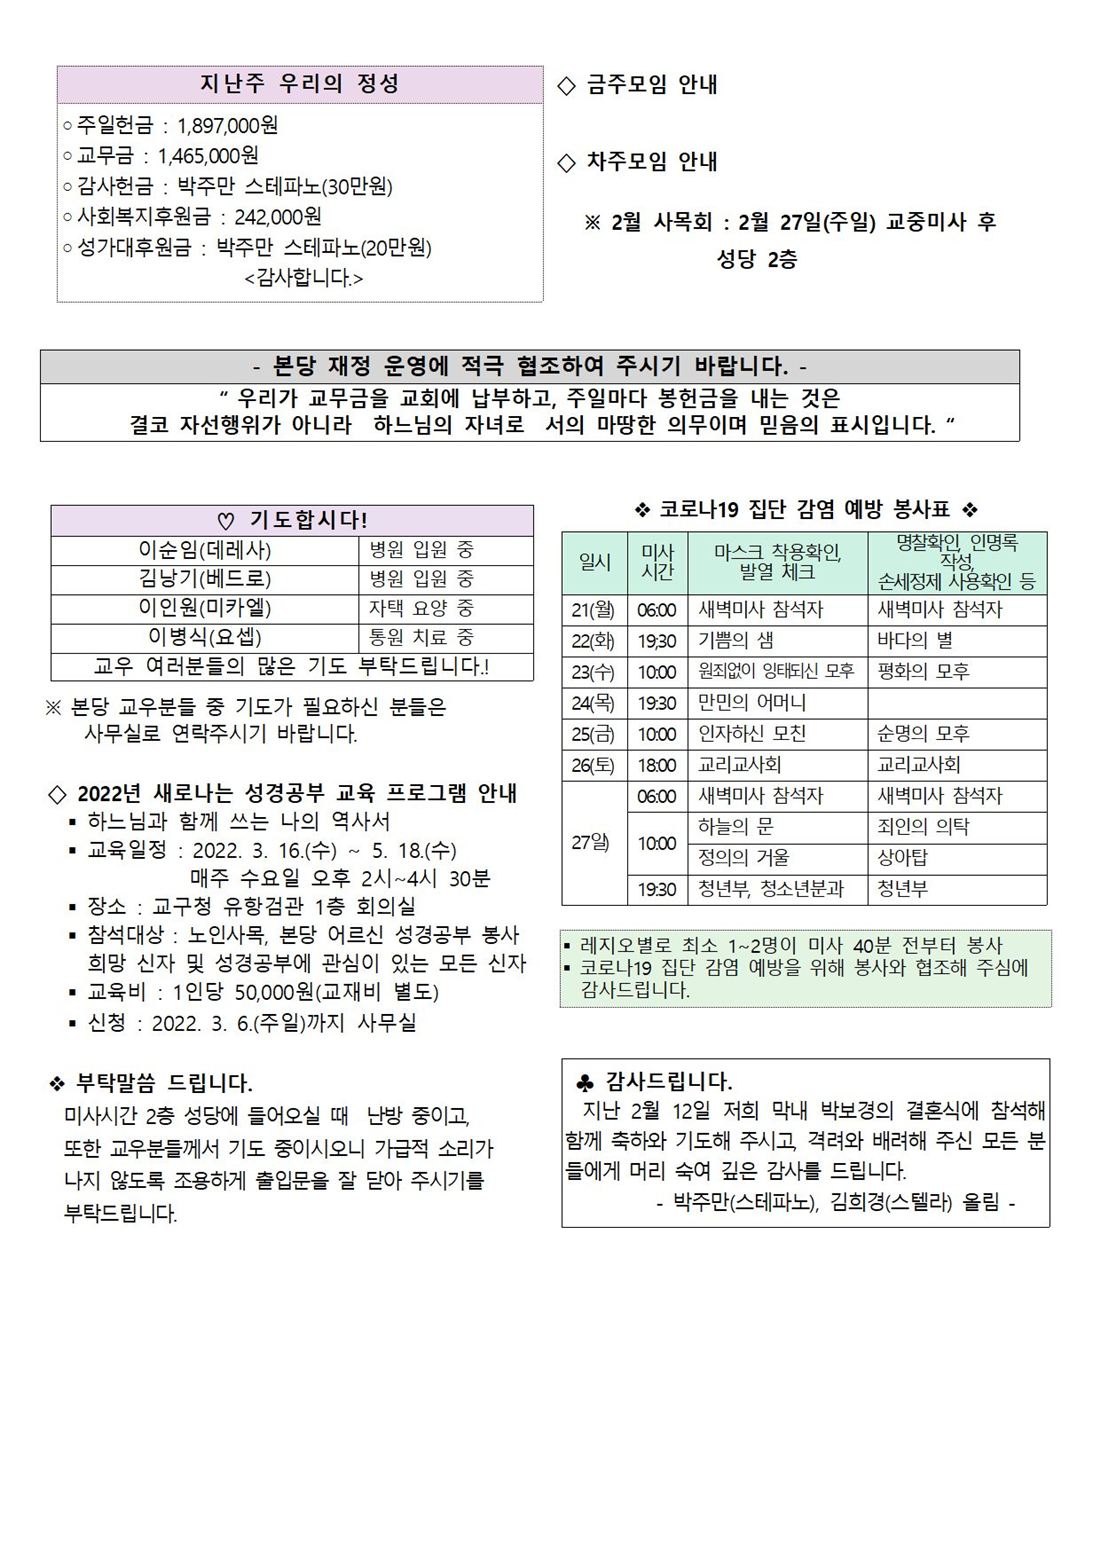 지난주 우리의 정성
○ 주일헌금 : 1,897,000원
○ 교무금 : 1,465,000원
○ 감사헌금 : 박주만 스테파노(30만원)
○ 사회복지후원금 : 242,000원
○ 성가대후원금 : 박주만 스테파노(20만원)
<감사합니다.>
◇ 금주모임 안내
◇ 차주모임 안내
※ 2월 사목회 : 2월 27일(주일) 교중미사 후
성당 2층
- 본당 재정 운영에 적극 협조하여 주시기 바랍니다. -
“ 우리가 교무금을 교회에 납부하고, 주일마다 봉헌금을 내는 것은
결코 자선행위가 아니라 하느님의 자녀로 서의 마땅한 의무이며 믿음의 표시입니다. “
♡ 기도합시다!
이순임(데레사) 병원 입원 중
김낭기(베드로) 병원 입원 중
이인원(미카엘) 자택 요양 중
이병식(요셉) 통원 치료 중
교우 여러분들의 많은 기도 부탁드립니다.!
※ 본당 교우분들 중 기도가 필요하신 분들은
사무실로 연락주시기 바랍니다.
◇ 2022년 새로나는 성경공부 교육 프로그램 안내
▪ 하느님과 함께 쓰는 나의 역사서
▪ 교육일정 : 2022. 3. 16.(수) ~ 5. 18.(수)
매주 수요일 오후 2시~4시 30분
▪ 장소 : 교구청 유항검관 1층 회의실
▪ 참석대상 : 노인사목, 본당 어르신 성경공부 봉사
희망 신자 및 성경공부에 관심이 있는 모든 신자
▪ 교육비 : 1인당 50,000원(교재비 별도)
▪ 신청 : 2022. 3. 6.(주일)까지 사무실
❖ 부탁말씀 드립니다.
미사시간 2층 성당에 들어오실 때 난방 중이고,
또한 교우분들께서 기도 중이시오니 가급적 소리가
나지 않도록 조용하게 출입문을 잘 닫아 주시기를
부탁드립니다.
❖ 코로나19 집단 감염 예방 봉사표 ❖
일시 미사 시간 마스크 착용확인, 발열 체크 명찰확인, 인명록 작성, 손세정제 사용확인 등
21(월) 06:00 새벽미사 참석자 새벽미사 참석자
22(화) 19;30 기쁨의 샘 바다의 별
23(수) 10:00 원죄없이 잉태되신 모후 평화의 모후
24(목) 19:30 만민의 어머니
25(금) 10:00 인자하신 모친 순명의 모후
26(토) 18:00 교리교사회 교리교사회
27일) 06:00 새벽미사 참석자 새벽미사 참석자
10:00 하늘의 문 죄인의 의탁
정의의 거울 상아탑
19:30 청년부, 청소년분과 청년부
▪ 레지오별로 최소 1~2명이 미사 40분 전부터 봉사
▪ 코로나19 집단 감염 예방을 위해 봉사와 협조해 주심에
감사드립니다.
♣ 감사드립니다.
지난 2월 12일 저희 막내 박보경의 결혼식에 참석해
함께 축하와 기도해 주시고, 격려와 배려해 주신 모든 분
들에게 머리 숙여 깊은 감사를 드립니다.
- 박주만(스테파노), 김희경(스텔라) 올림 -